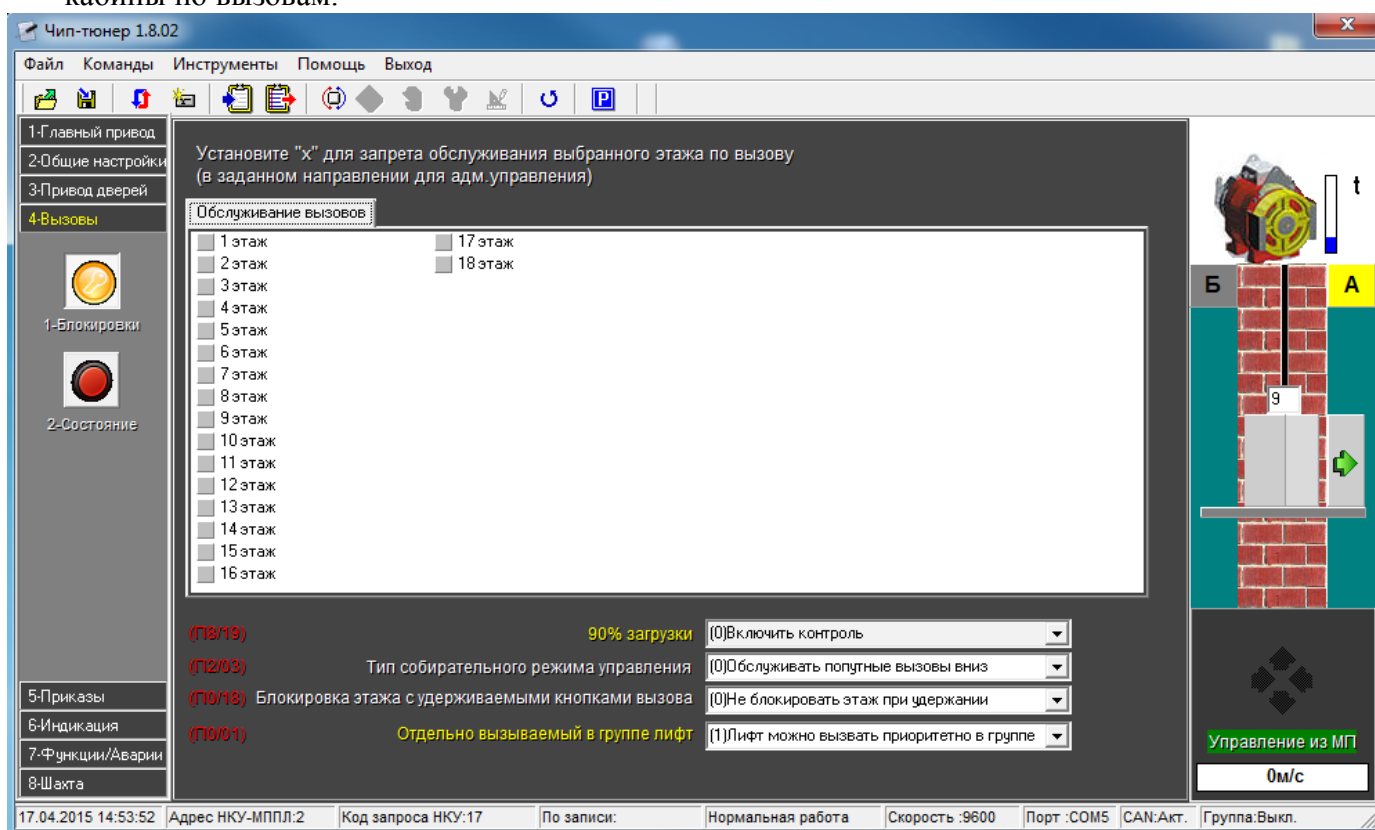 кабины по вызовам.
Чип-тюнер 1.8.02
Файл Команды Инструменты Помощь Выход
1-Главный привод
2-Общие настройки
3-Привод дверей
4-Вызовы
1-Блокировки
2-Состояние
5-Приказы
6-Индикация
7-Функции/Аварии
8-Шахта
Установите "x" для запрета обслуживания выбранного этажа по вызову
(в заданном направлении для адм.управления)
Обслуживание вызовов
1 этаж
2 этаж
3 этаж
4 этаж
5 этаж
6 этаж
7 этаж
8 этаж
9 этаж
10 этаж
11 этаж
12 этаж
13 этаж
14 этаж
15 этаж
16 этаж
17 этаж
18 этаж
(П8/19) 90% загрузки (0)Включить контроль
(П2/03) Тип собирательного режима управления (0)Обслуживать попутные вызовы вниз
(П0/18) Блокировка этажа с удерживаемыми кнопками вызова (0)Не блокировать этаж при удержании
(П0/01) Отдельно вызываемый в группе лифт (1)Лифт можно вызвать приоритетно в группе
t
Б А
9
Управление из МП
0м/с
17.04.2015 14:53:52 Адрес НКУ-МППЛ:2 Код запроса НКУ:17 По записи: Нормальная работа Скорость :9600 Порт :COM5 CAN:Акт. Группа:Выкл.